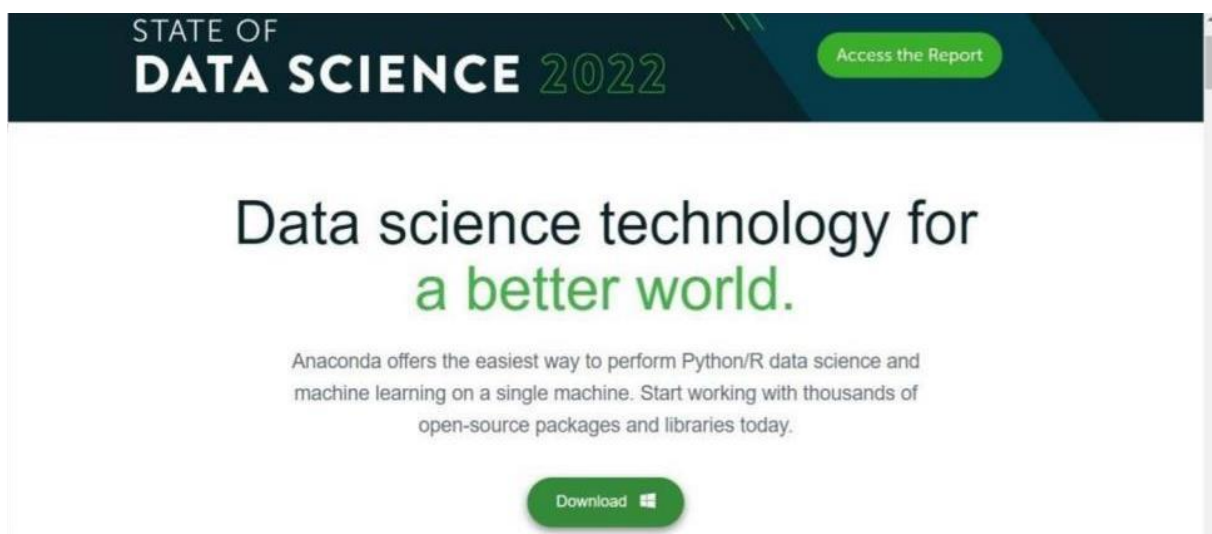 STATE OF
DATA SCIENCE 2022
Access the Report
Data science technology for
a better world.
Anaconda offers the easiest way to perform Python/R data science and
machine learning on a single machine. Start working with thousands of
open-source packages and libraries today.
Download